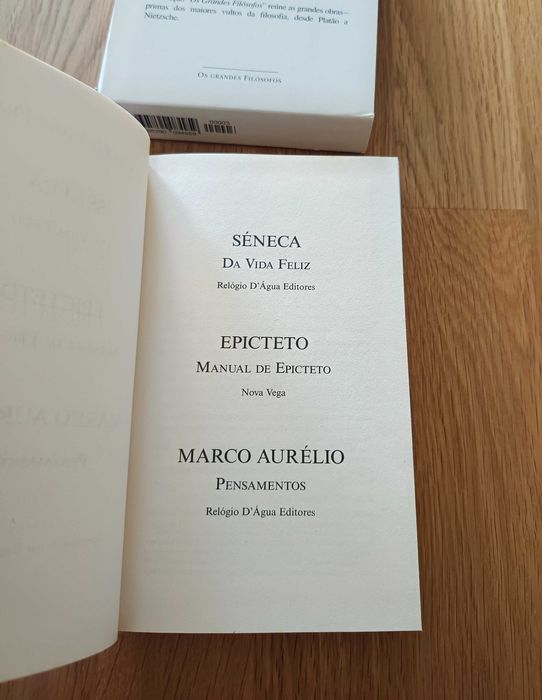 Os Grandes Filósofos" reúne as grandes obras-
primas dos maiores vultos da filosofia, desde Platão a
Nietzsche.
OS GRANDES FILÓSOFOS
00003
SÉNECA
DA VIDA FELIZ
Relógio D'Água Editores
EPICTETO
MANUAL DE EPICTETO
Nova Vega
MARCO AURÉLIO
PENSAMENTOS
Relógio D'Água Editores